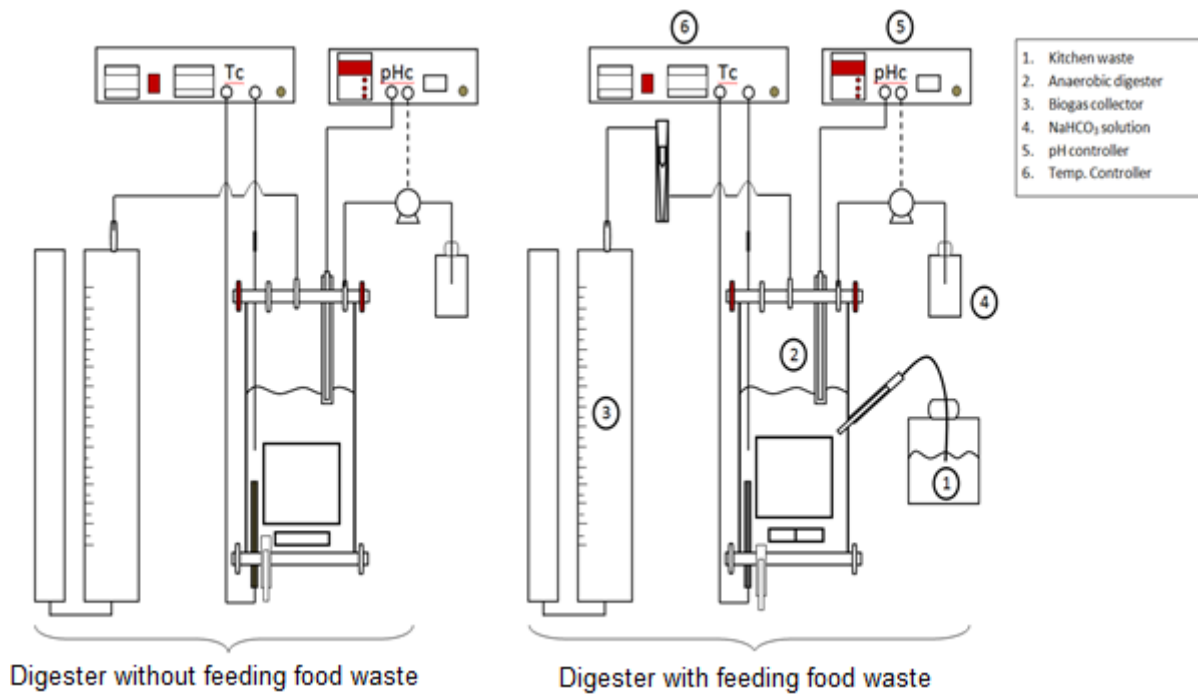 6
5
Tc
pHc
Tc
pHc
1. Kitchen waste
2. Anaerobic digester
3. Biogas collector
4. NaHCO₃ solution
5. pH controller
6. Temp. Controller
4
2
3
1
Digester without feeding food waste
Digester with feeding food waste